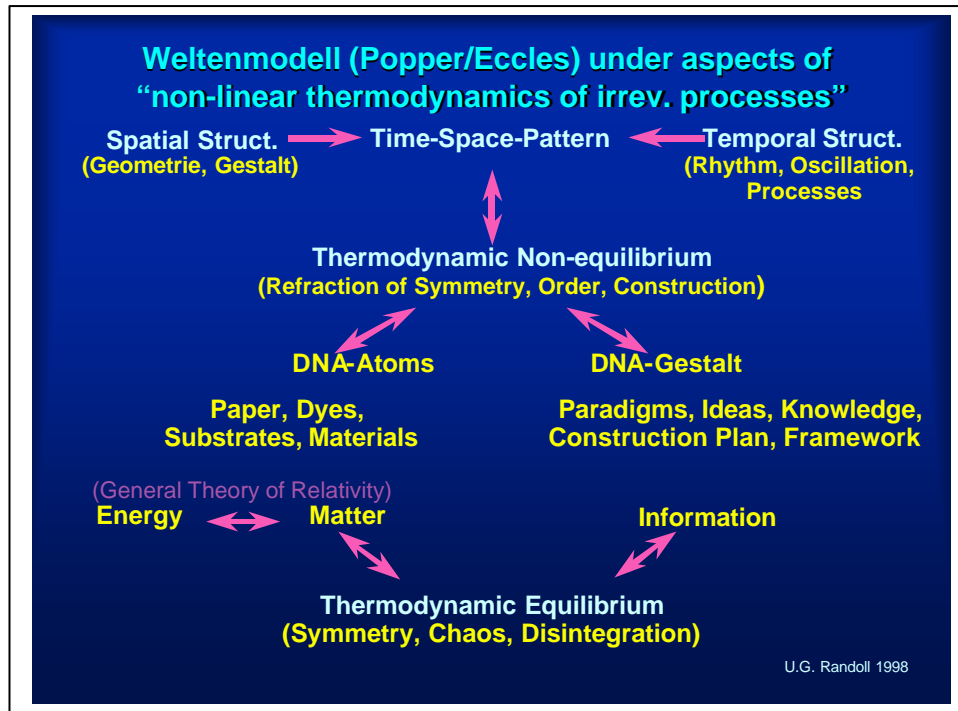 Weltenmodell (Popper/Eccles) under aspects of
“non-linear thermodynamics of irrev. processes”
Spatial Struct.
(Geometrie, Gestalt)
Time-Space-Pattern
Temporal Struct.
(Rhythm, Oscillation,
Processes
Thermodynamic Non-equilibrium
(Refraction of Symmetry, Order, Construction)
DNA-Atoms
DNA-Gestalt
Paper, Dyes,
Substrates, Materials
Paradigms, Ideas, Knowledge,
Construction Plan, Framework
(General Theory of Relativity)
Energy
Matter
Information
Thermodynamic Equilibrium
(Symmetry, Chaos, Disintegration)
U.G. Randoll 1998